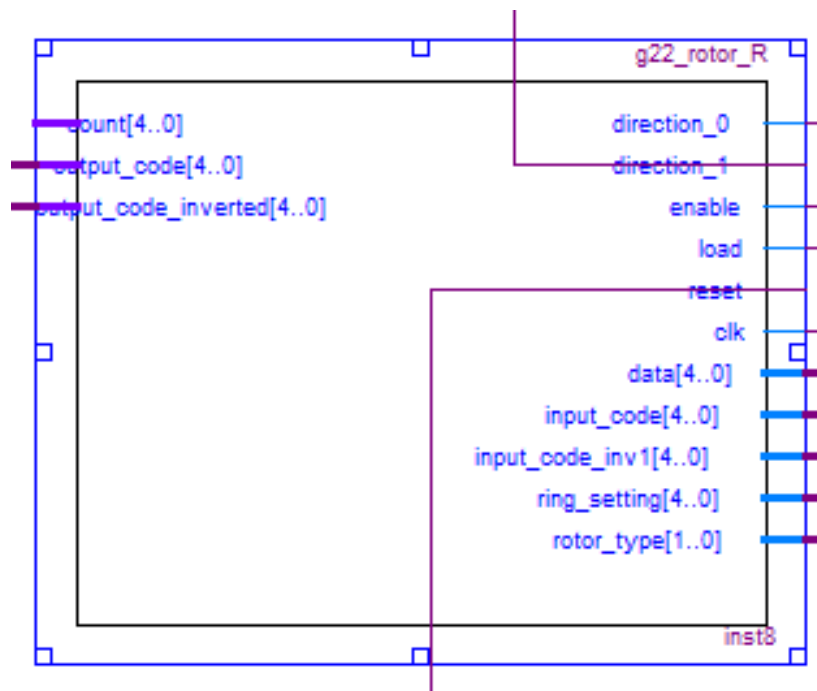 g22_rotor_R
count[4..0]
direction_0
output_code[4..0]
direction_1
output_code_inverted[4..0]
enable
load
reset
clk
data[4..0]
input_code[4..0]
input_code_inv1[4..0]
ring_setting[4..0]
rotor_type[1..0]
inst8